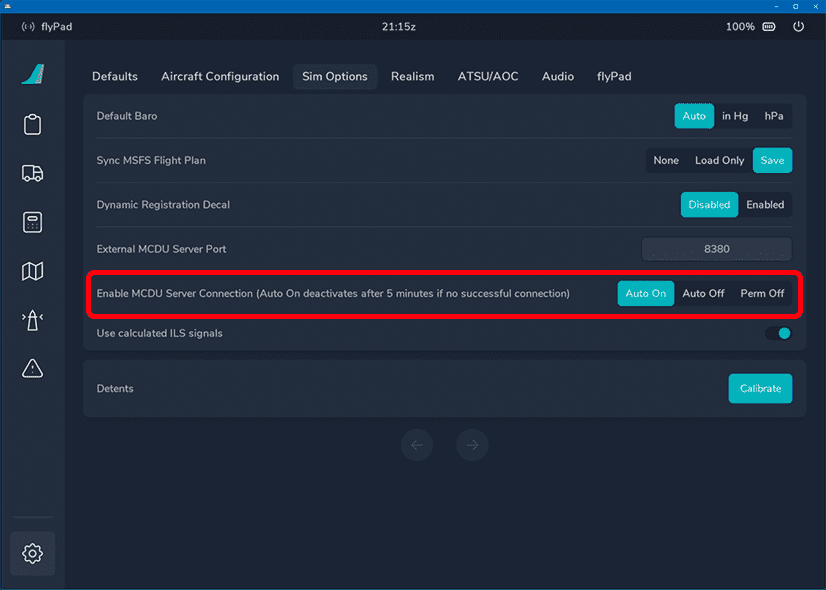 flyPad 21:15z 100%
Defaults Aircraft Configuration Sim Options Realism ATSU/AOC Audio flyPad
Default Baro Auto in Hg hPa
Sync MSFS Flight Plan None Load Only Save
Dynamic Registration Decal Disabled Enabled
External MCDU Server Port 8380
Enable MCDU Server Connection (Auto On deactivates after 5 minutes if no successful connection) Auto On Auto Off Perm Off
Use calculated ILS signals
Detents Calibrate